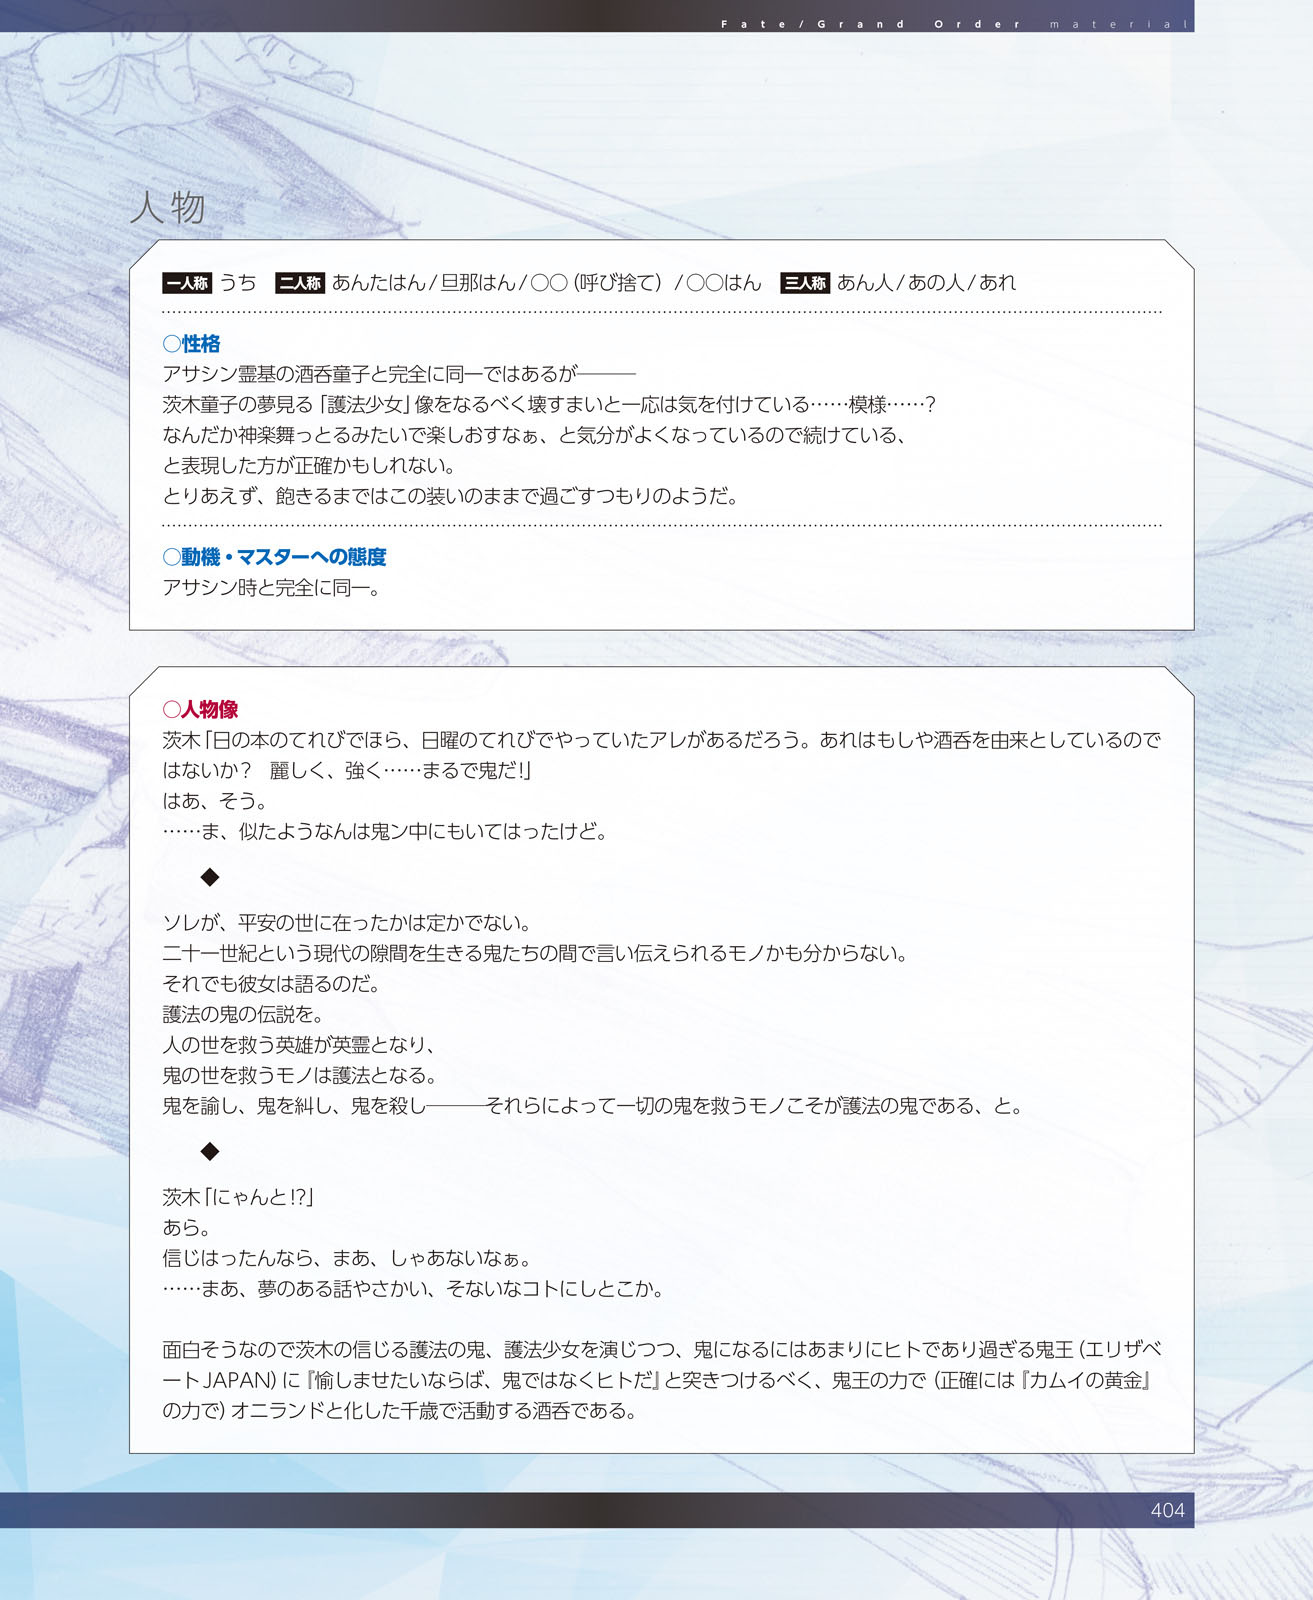 Fate/Grand Order material
人物
一人称 うち 二人称 あんたはん/旦那はん/○○(呼び捨て)/○○はん 三人称 あん人/あの人/あれ
○性格
アサシン霊基の酒呑童子と完全に同一ではあるが———
茨木童子の夢見る「護法少女」像をなるべく壊すまいと一応は気を付けている……模様……?
なんだか神楽舞っとるみたいで楽しおすなぁ、と気分がよくなっているので続けている、
と表現した方が正確かもしれない。
とりあえず、飽きるまではこの装いのままで過ごすつもりのようだ。
○動機・マスターへの態度
アサシン時と完全に同一。
○人物像
茨木「日の本のてれびでほら、日曜のてれびでやっていたアレがあるだろう。あれはもしや酒呑を由来としているので
はないか? 麗しく、強く……まるで鬼だ!」
はあ、そう。
……ま、似たようなんは鬼ン中にもいてはったけど。
◆
ソレが、平安の世に在ったかは定かでない。
二十一世紀という現代の隙間を生きる鬼たちの間で言い伝えられるモノかも分からない。
それでも彼女は語るのだ。
護法の鬼の伝説を。
人の世を救う英雄が英霊となり、
鬼の世を救うモノは護法となる。
鬼を諭し、鬼を糾し、鬼を殺し———それらによって一切の鬼を救うモノこそが護法の鬼である、と。
◆
茨木「にゃんと!?」
あら。
信じはったんなら、まあ、しゃあないなぁ。
……まあ、夢のある話やさかい、そないなコトにしとこか。
面白そうなので茨木の信じる護法の鬼、護法少女を演じつつ、鬼になるにはあまりにヒトであり過ぎる鬼王(エリザベ
ートJAPAN)に『愉しませたいならば、鬼ではなくヒトだ』と突きつけるべく、鬼王の力で(正確には『カムイの黄金』
の力で)オニランドと化した千歳で活動する酒呑である。
404